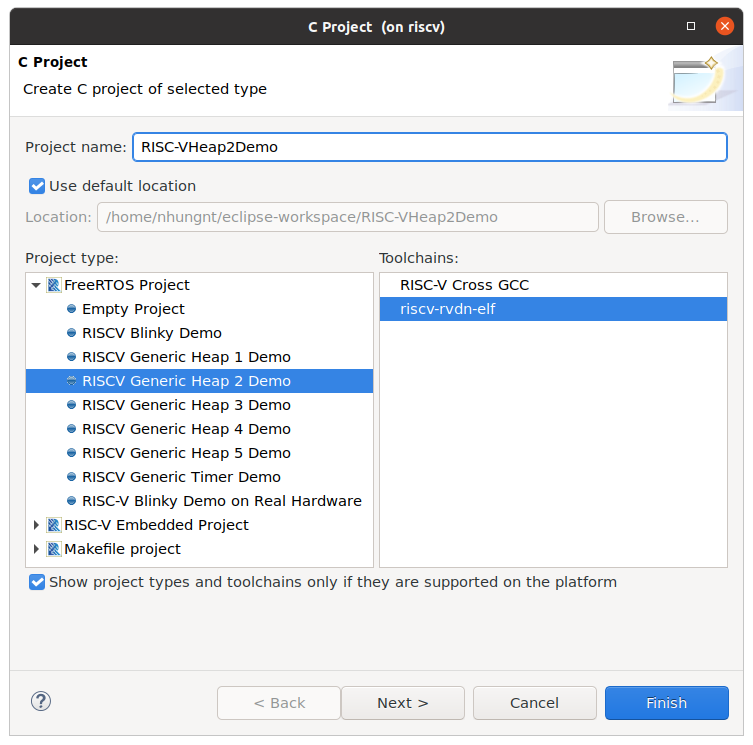 C Project (on riscv)
C Project
Create C project of selected type
Project name: RISC-VHeap2Demo
Use default location
Location: /home/nhungnt/eclipse-workspace/RISC-VHeap2Demo Browse...
Project type: Toolchains:
FreeRTOS Project
Empty Project
RISCV Blinky Demo
RISCV Generic Heap 1 Demo
RISCV Generic Heap 2 Demo
RISCV Generic Heap 3 Demo
RISCV Generic Heap 4 Demo
RISCV Generic Heap 5 Demo
RISCV Generic Timer Demo
RISC-V Blinky Demo on Real Hardware
RISC-V Embedded Project
Makefile project
RISC-V Cross GCC
riscv-rvdn-elf
Show project types and toolchains only if they are supported on the platform
? < Back Next > Cancel Finish